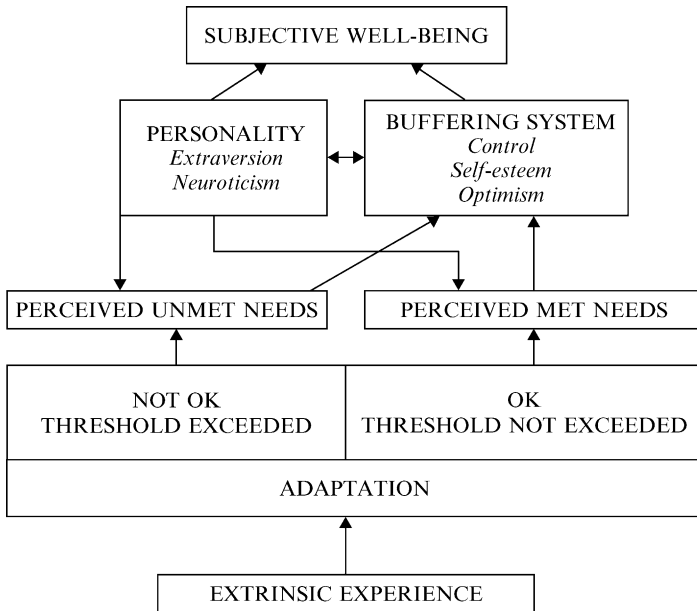 SUBJECTIVE WELL-BEING
PERSONALITY
Extraversion
Neuroticism
BUFFERING SYSTEM
Control
Self-esteem
Optimism
PERCEIVED UNMET NEEDS
PERCEIVED MET NEEDS
NOT OK
THRESHOLD EXCEEDED
OK
THRESHOLD NOT EXCEEDED
ADAPTATION
EXTRINSIC EXPERIENCE